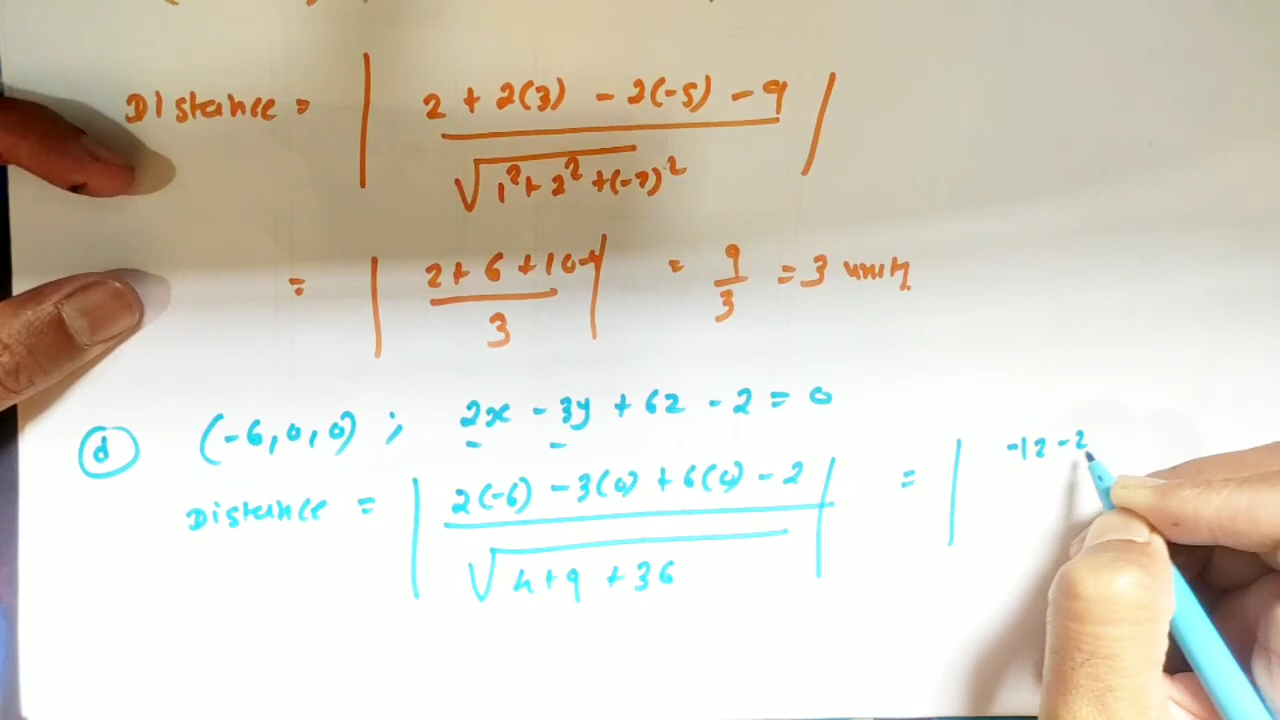 Distance = | 2 + 2(3) - 2(-5) - 9 / √1² + 2² + (-2)² |
= | 2 + 6 + 10 - 9 / 3 | = 9/3 = 3 units
(d) (-6, 0, 0) ; 2x - 3y + 6z - 2 = 0
Distance = | 2(-6) - 3(0) + 6(0) - 2 / √4 + 9 + 36 | = | -12 - 2